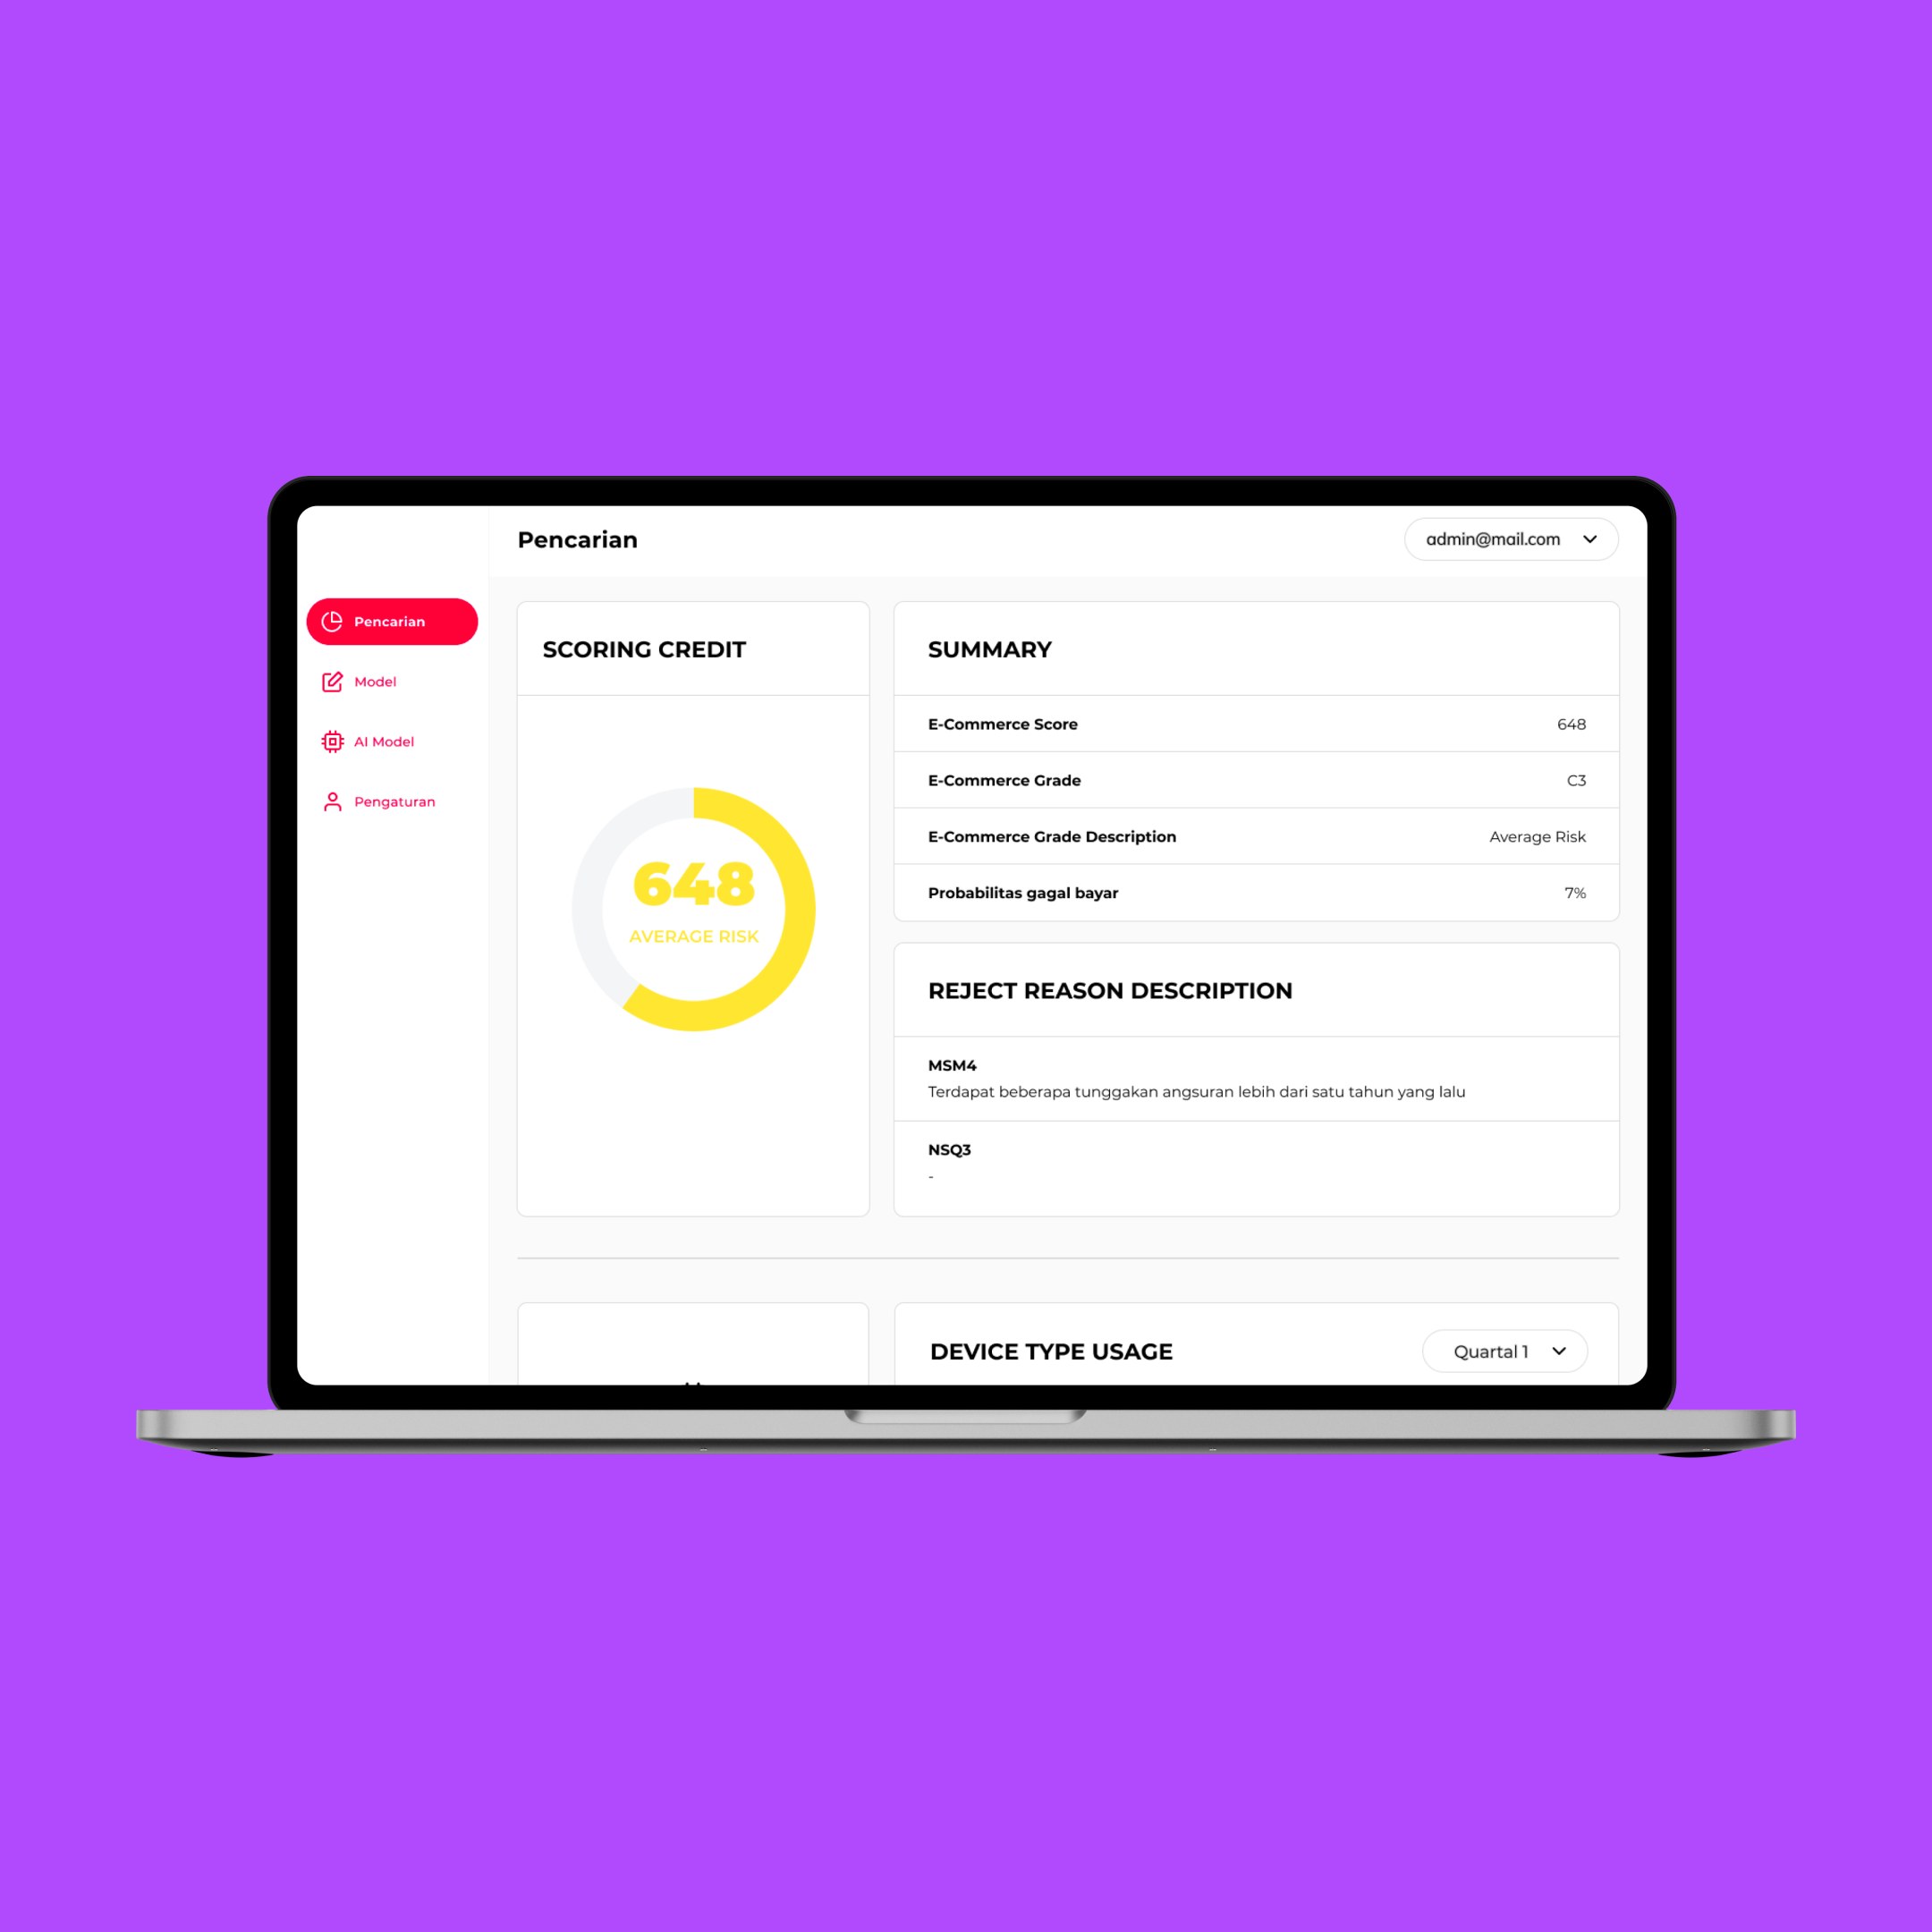 Pencarian
admin@mail.com
Pencarian
Model
AI Model
Pengaturan
SCORING CREDIT
648
AVERAGE RISK
SUMMARY
E-Commerce Score 648
E-Commerce Grade C3
E-Commerce Grade Description Average Risk
Probabilitas gagal bayar 7%
REJECT REASON DESCRIPTION
MSM4
Terdapat beberapa tunggakan angsuran lebih dari satu tahun yang lalu
NSQ3
-
DEVICE TYPE USAGE
Quartal 1